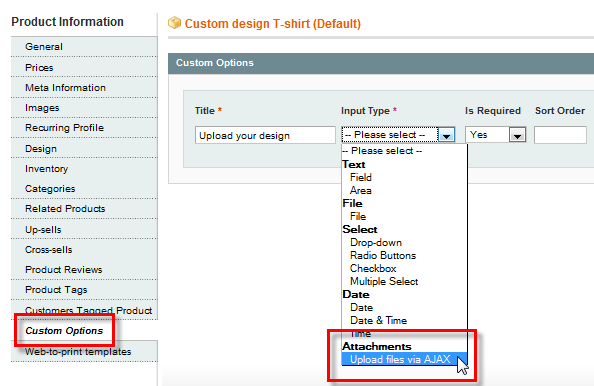 Product Information
General
Prices
Meta Information
Images
Recurring Profile
Design
Inventory
Categories
Related Products
Up-sells
Cross-sells
Product Reviews
Product Tags
Customers Tagged Product
Custom Options
Web-to-print templates
Custom design T-shirt (Default)
Custom Options
Title * Input Type * Is Required Sort Order
Upload your design -- Please select -- Yes
-- Please select --
Text
Field
Area
File
File
Select
Drop-down
Radio Buttons
Checkbox
Multiple Select
Date
Date
Date & Time
Time
Attachments
Upload files via AJAX